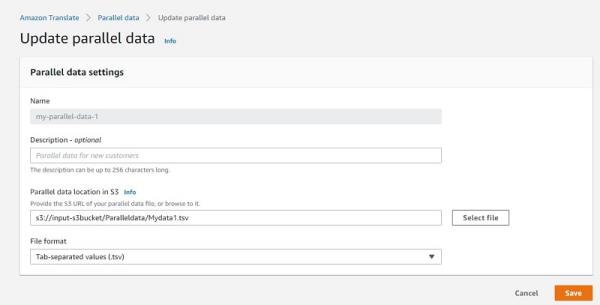 Amazon Translate > Parallel data > Update parallel data
Update parallel data Info
Parallel data settings
Name
my-parallel-data-1
Description - optional
Parallel data for new customers
The description can be up to 256 characters long.
Parallel data location in S3 Info
Provide the S3 URL of your parallel data file, or browse to it.
s3://input-s3bucket/Paralleldata/Mydata1.tsv Select file
File format
Tab-separated values (.tsv)
Cancel Save